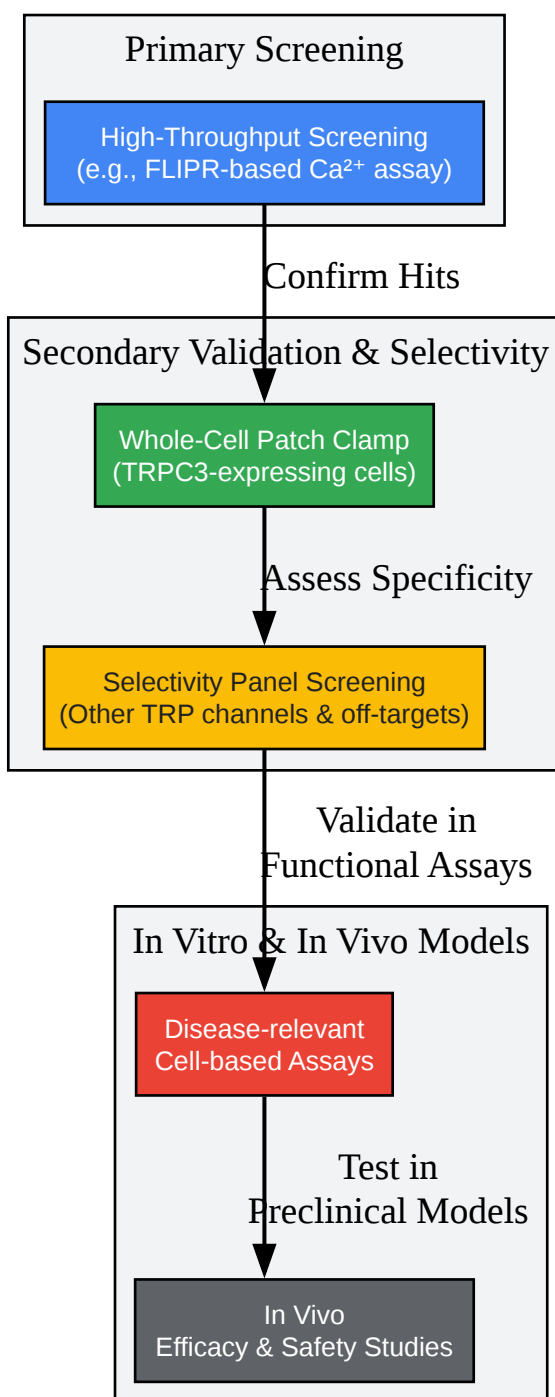 Primary Screening
High-Throughput Screening
(e.g., FLIPR-based Ca²⁺ assay)
Confirm Hits
Secondary Validation & Selectivity
Whole-Cell Patch Clamp
(TRPC3-expressing cells)
Assess Specificity
Selectivity Panel Screening
(Other TRP channels & off-targets)
Validate in
Functional Assays
In Vitro & In Vivo Models
Disease-relevant
Cell-based Assays
Test in
Preclinical Models
In Vivo
Efficacy & Safety Studies